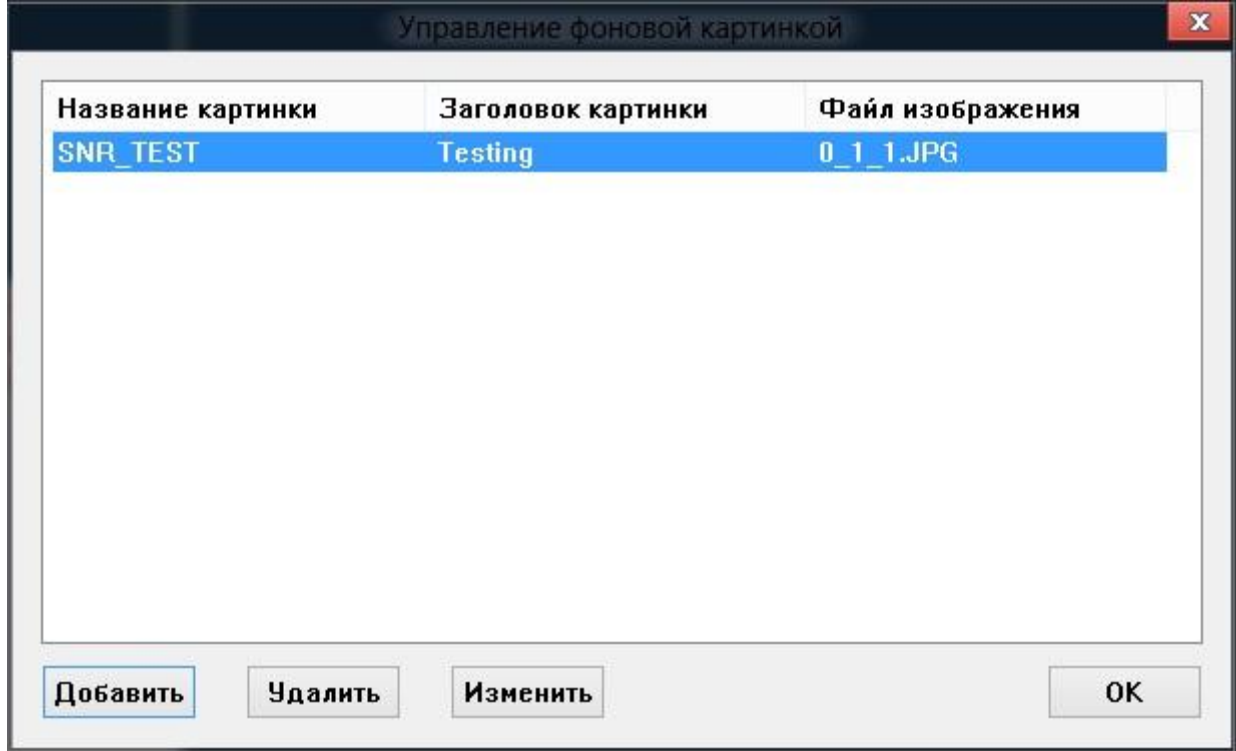 Управление фоновой картинкой
Название картинки Заголовок картинки Файл изображения
SNR_TEST Testing 0_1_1.JPG
Добавить Удалить Изменить OK